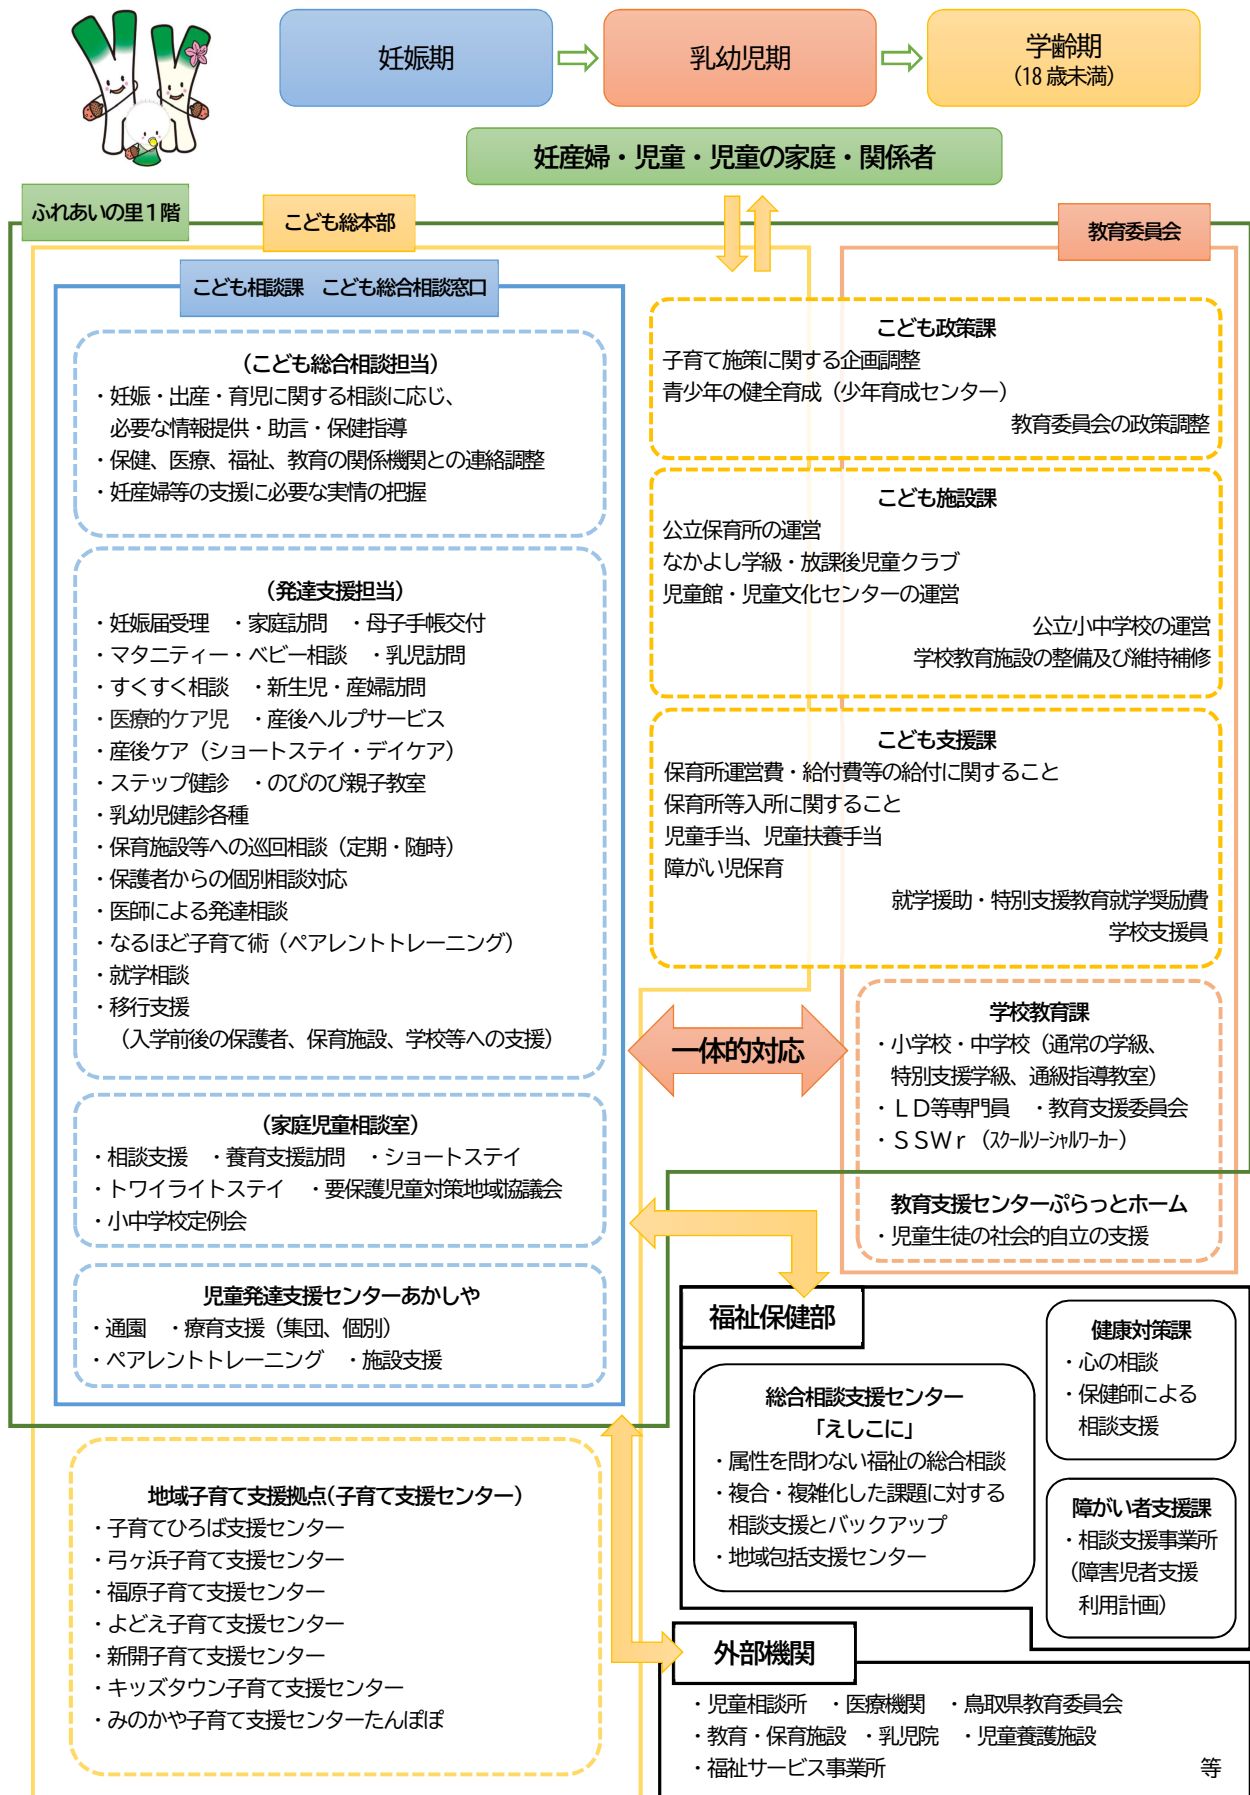 妊娠期
乳幼児期
学齢期
（18歳未満）
妊産婦・児童・児童の家庭・関係者
ふれあいの里１階
こども総本部
教育委員会
こども相談課　こども総合相談窓口
（こども総合相談担当）
・妊娠・出産・育児に関する相談に応じ、
必要な情報提供・助言・保健指導
・保健、医療、福祉、教育の関係機関との連絡調整
・妊産婦等の支援に必要な実情の把握
（発達支援担当）
・妊娠届受理　・家庭訪問　・母子手帳交付
・マタニティー・ベビー相談　・乳児訪問
・すくすく相談　・新生児・産婦訪問
・医療的ケア児　・産後ヘルプサービス
・産後ケア（ショートステイ・デイケア）
・ステップ健診　・のびのび親子教室
・乳幼児健診各種
・保育施設等への巡回相談（定期・随時）
・保護者からの個別相談対応
・医師による発達相談
・なるほど子育て術（ペアレントトレーニング）
・就学相談
・移行支援
（入学前後の保護者、保育施設、学校等への支援）
（家庭児童相談室）
・相談支援　・養育支援訪問　・ショートステイ
・トワイライトステイ　・要保護児童対策地域協議会
・小中学校定例会
児童発達支援センターあかしや
・通園　・療育支援（集団、個別）
・ペアレントトレーニング　・施設支援
地域子育て支援拠点（子育て支援センター）
・子育てひろば支援センター
・弓ヶ浜子育て支援センター
・福原子育て支援センター
・よどえ子育て支援センター
・新開子育て支援センター
・キッズタウン子育て支援センター
・みのかや子育て支援センターたんぽぽ
こども政策課
子育て施策に関する企画調整
青少年の健全育成（少年育成センター）
教育委員会の政策調整
こども施設課
公立保育所の運営
なかよし学級・放課後児童クラブ
児童館・児童文化センターの運営
公立小中学校の運営
学校教育施設の整備及び維持補修
こども支援課
保育所運営費・給付費等の給付に関すること
保育所等入所に関すること
児童手当、児童扶養手当
障がい児保育
就学援助・特別支援教育就学奨励費
学校支援員
一体的対応
学校教育課
・小学校・中学校（通常の学級、
特別支援学級、通級指導教室）
・ＬＤ等専門員　・教育支援委員会
・ＳＳＷｒ（ｽｸｰﾙｿｰｼｬﾙﾜｰｶｰ）
教育支援センターぷらっとホーム
・児童生徒の社会的自立の支援
福祉保健部
総合相談支援センター
「えしこに」
・属性を問わない福祉の総合相談
・複合・複雑化した課題に対する
相談支援とバックアップ
・地域包括支援センター
健康対策課
・心の相談
・保健師による
相談支援
障がい者支援課
・相談支援事業所
（障害児者支援
利用計画）
外部機関
・児童相談所　・医療機関　・鳥取県教育委員会
・教育・保育施設　・乳児院　・児童養護施設
・福祉サービス事業所　等